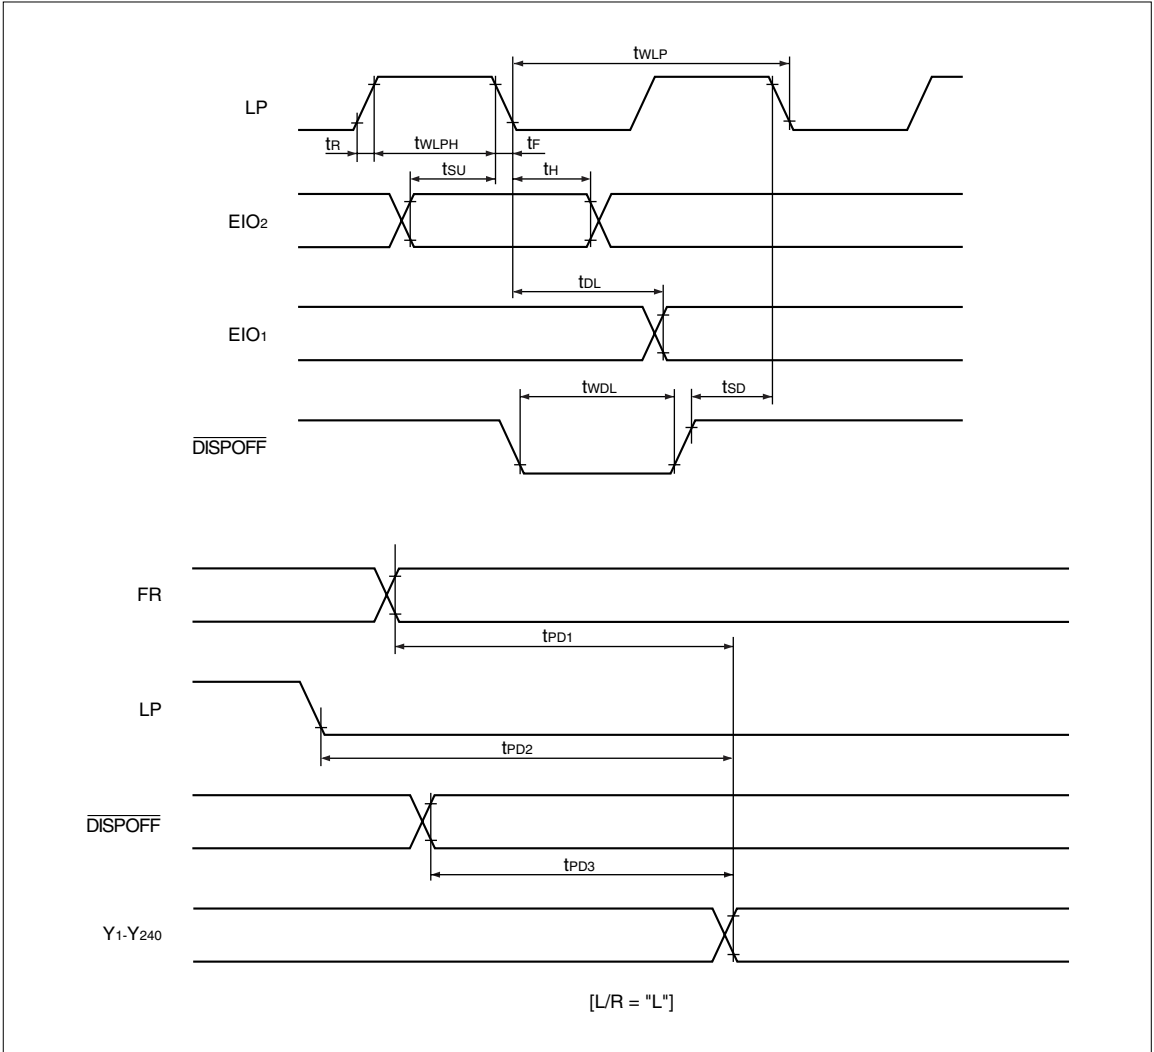 tWLP
LP
tR
tWLPH
tF
tSU
tH
EIO2
tDL
EIO1
tWDL
tSD
DISPOFF
FR
tPD1
LP
tPD2
DISPOFF
tPD3
Y1-Y240
[L/R = "L"]